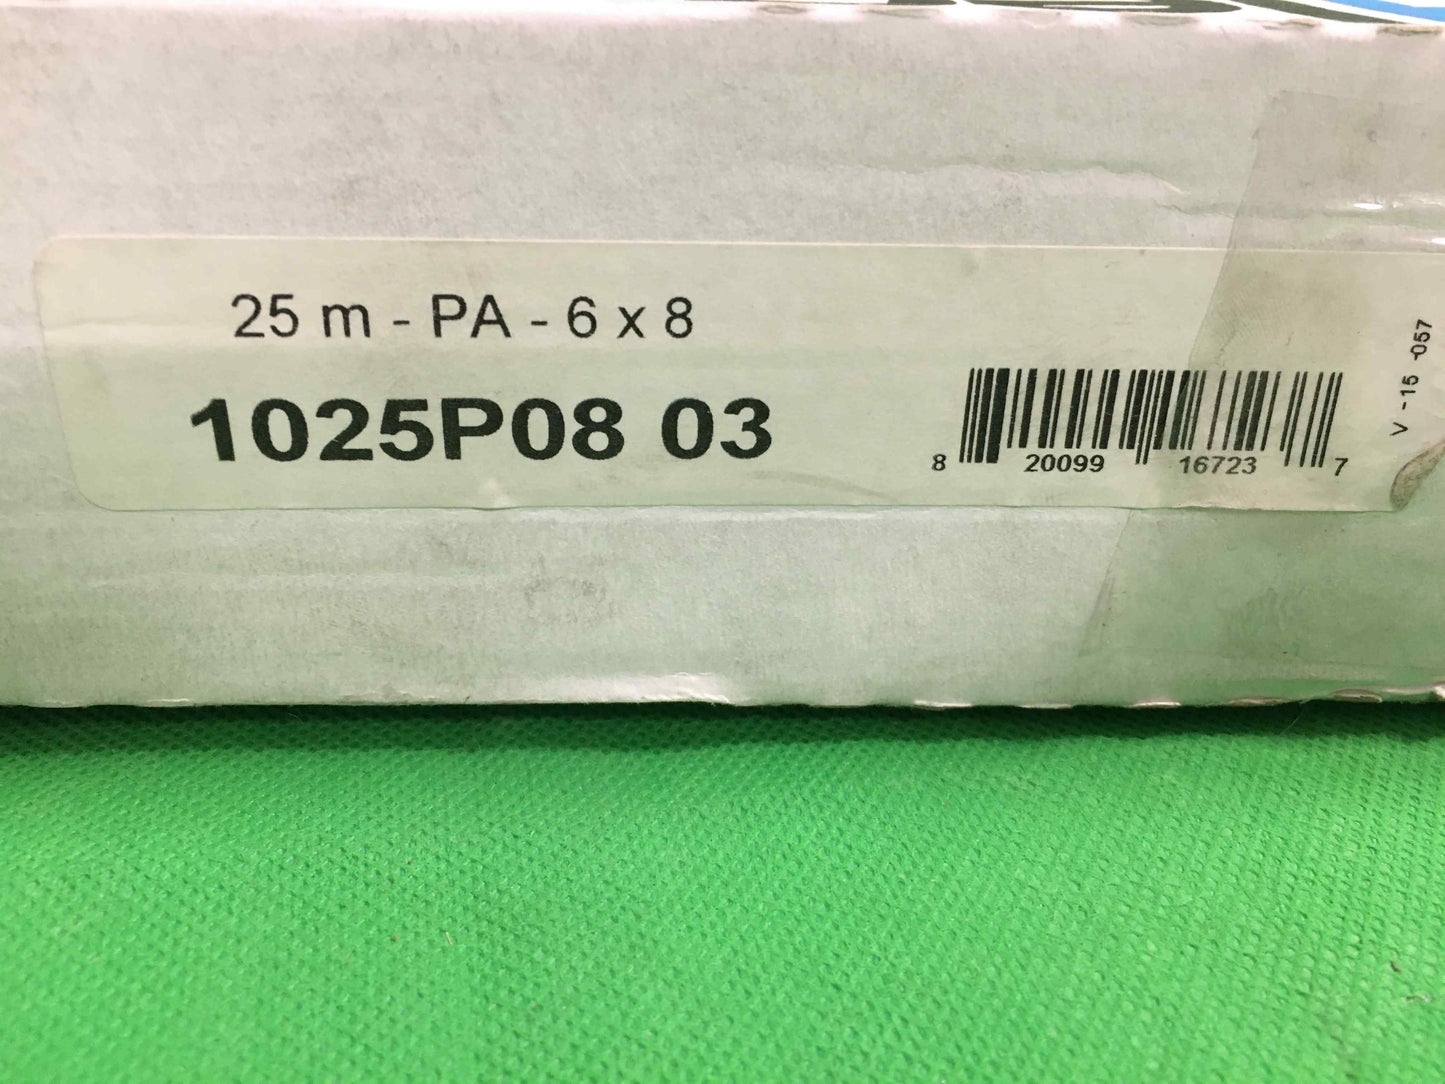 25 m - PA - 6 x 8
1025P08 03
8 20099 16723 7
V -15 -057